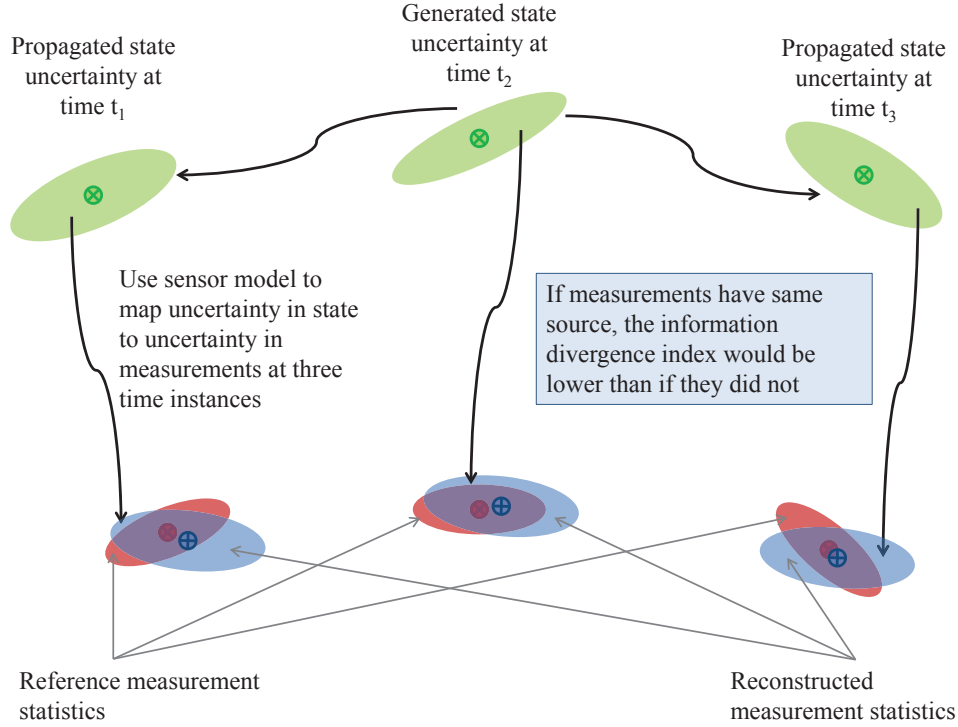 Propagated state
uncertainty at
time t₁
Generated state
uncertainty at
time t₂
Propagated state
uncertainty at
time t₃
Use sensor model to
map uncertainty in state
to uncertainty in
measurements at three
time instances
If measurements have same
source, the information
divergence index would be
lower than if they did not
Reference measurement
statistics
Reconstructed
measurement statistics